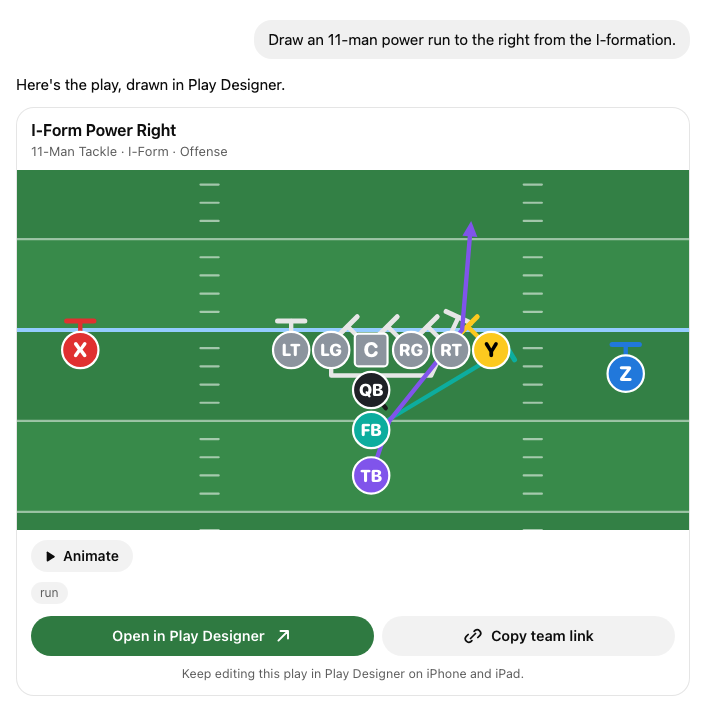 Draw an 11-man power run to the right from the I-formation.
Here's the play, drawn in Play Designer.
I-Form Power Right
11-Man Tackle · I-Form · Offense
X
LT
LG
C
RG
RT
Y
Z
QB
FB
TB
Animate
run
Open in Play Designer
Copy team link
Keep editing this play in Play Designer on iPhone and iPad.